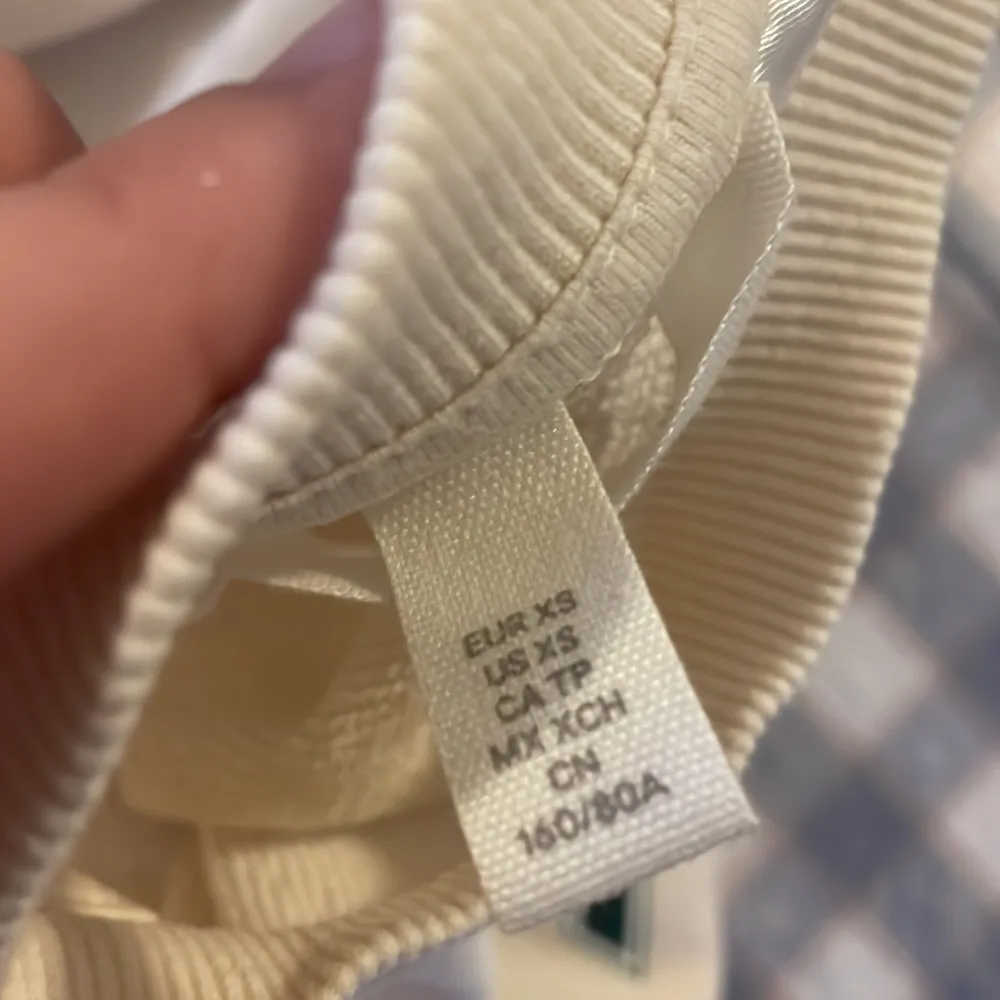 EUR XS
US XS
CA TP
MX XCH
CN
160/80A